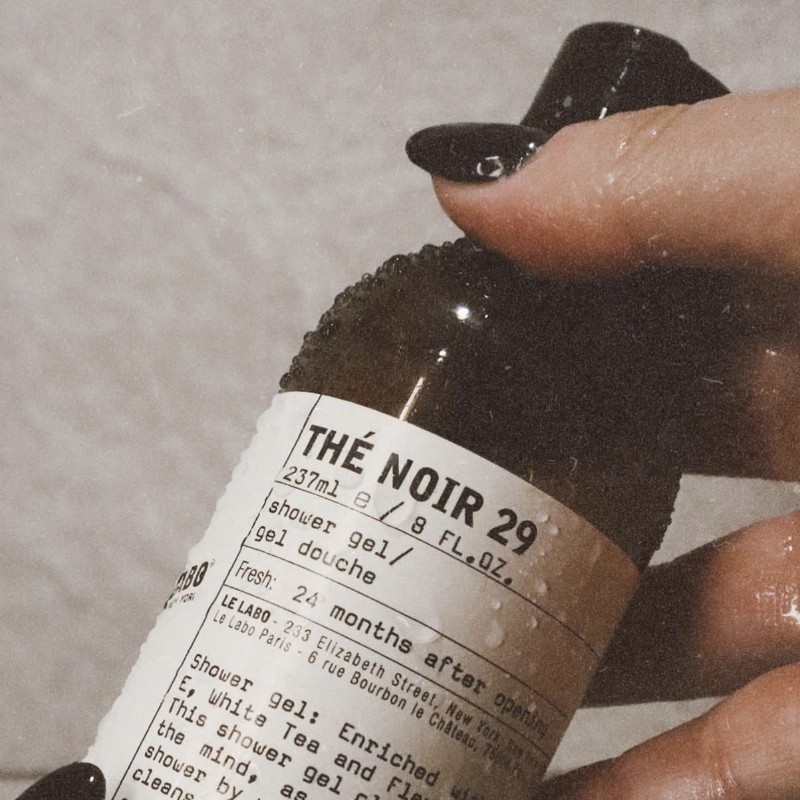 THÉ NOIR 29
237ml e / 8 FL.OZ.
shower gel/
gel douche
Fresh: 24 months after opening
LE LABO - 233 Elizabeth Street, New York,
Le Labo Paris - 6 rue Bourbon le Château,
Shower gel: Enriched
E, White Tea and
This shower gel
the mind, as
shower by
cleans